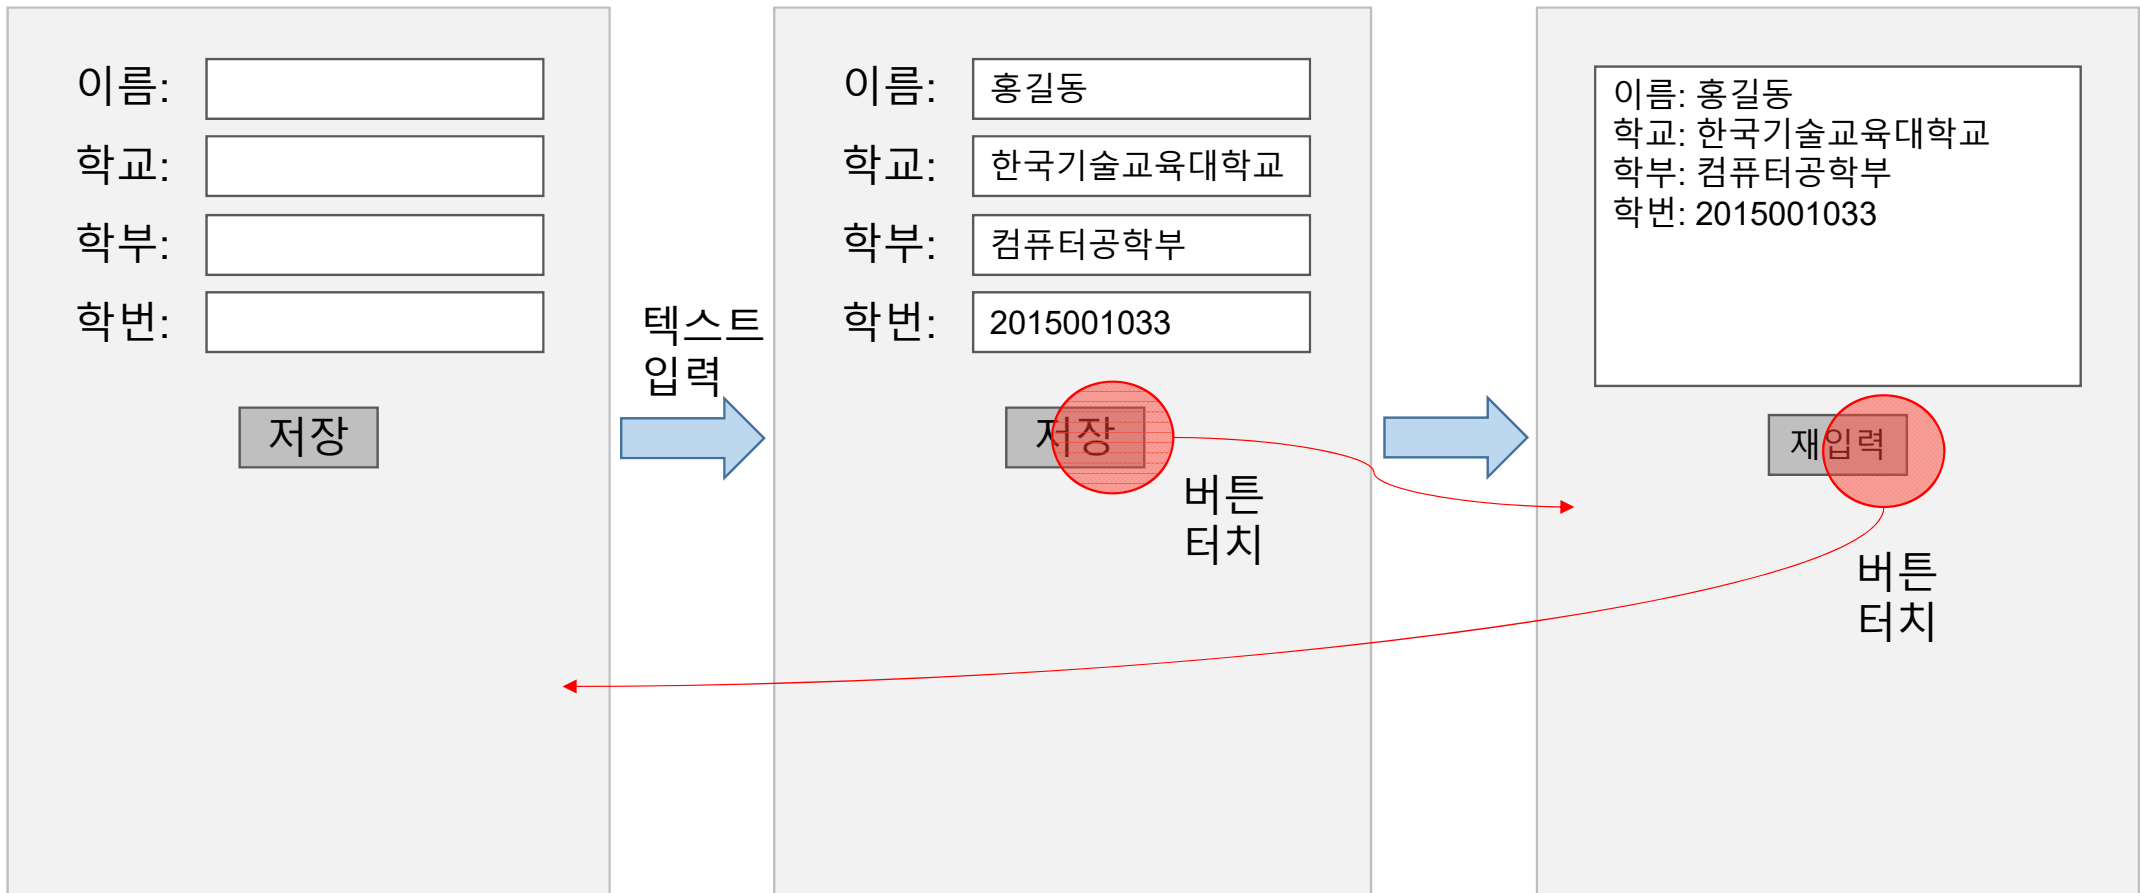 이름:
학교:
학부:
학번:
저장
텍스트
입력
이름: 홍길동
학교: 한국기술교육대학교
학부: 컴퓨터공학부
학번: 2015001033
저장
버튼
터치
이름: 홍길동
학교: 한국기술교육대학교
학부: 컴퓨터공학부
학번: 2015001033
재입력
버튼
터치